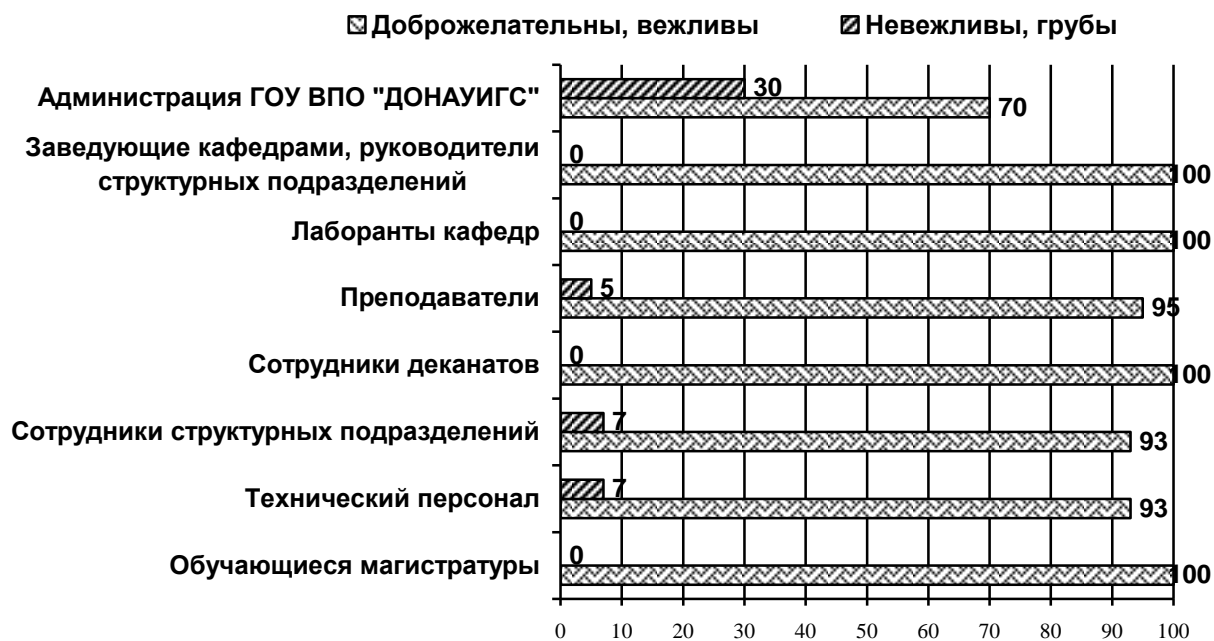 Доброжелательны, вежливы Невежливы, грубы
Администрация ГОУ ВПО "ДОНАУИГС"
30
70
Заведующие кафедрами, руководители
структурных подразделений
0
100
Лаборанты кафедр
0
100
Преподаватели
5
95
Сотрудники деканатов
0
100
Сотрудники структурных подразделений
7
93
Технический персонал
7
93
Обучающиеся магистратуры
0
100
0 10 20 30 40 50 60 70 80 90 100